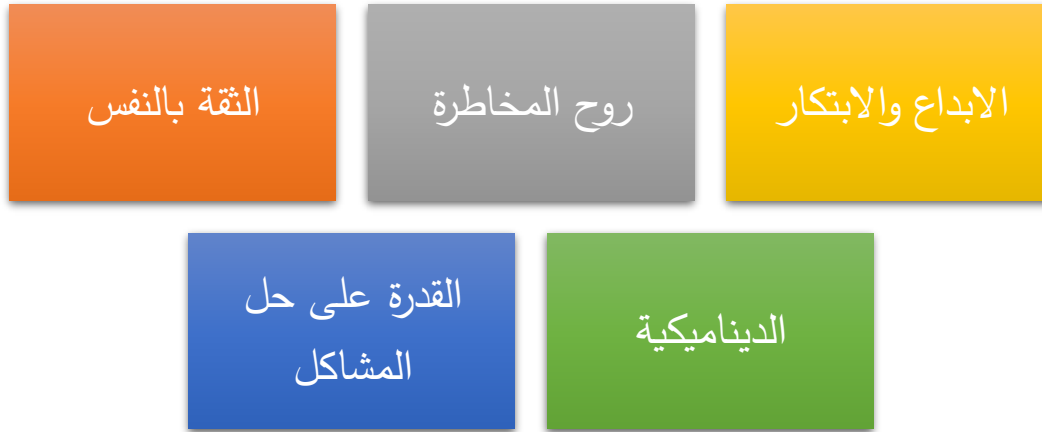 الثقة بالنفس
روح المخاطرة
الابداع والابتكار
القدرة على حل
المشاكل
الديناميكية